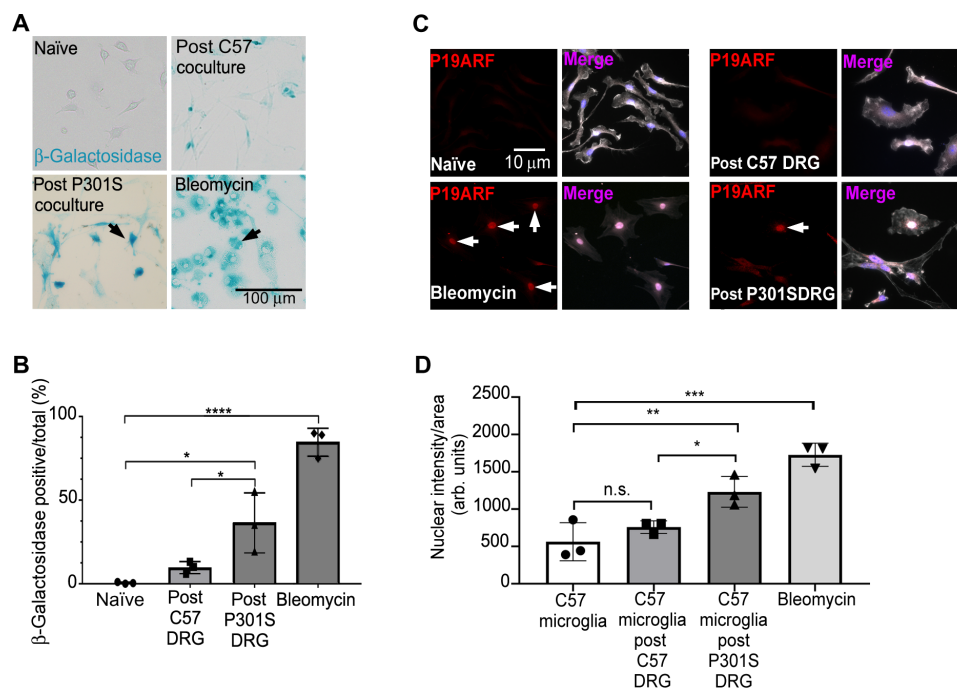 A
Naïve
Post C57
coculture
β-Galactosidase
Post P301S
coculture
Bleomycin
100 μm
C
P19ARF
Merge
P19ARF
Merge
Naïve
10 μm
Post C57 DRG
P19ARF
Merge
P19ARF
Merge
Bleomycin
Post P301SDRG
B
β-Galactosidase positive/total (%)
100
50
0
****
*
*
Naïve
Post
C57
DRG
Post
P301S
DRG
Bleomycin
D
Nuclear intensity/area
(arb. units)
2500
2000
1500
1000
500
0
***
**
*
n.s.
C57
microglia
C57
microglia
post
C57
DRG
C57
microglia
post
P301S
DRG
Bleomycin